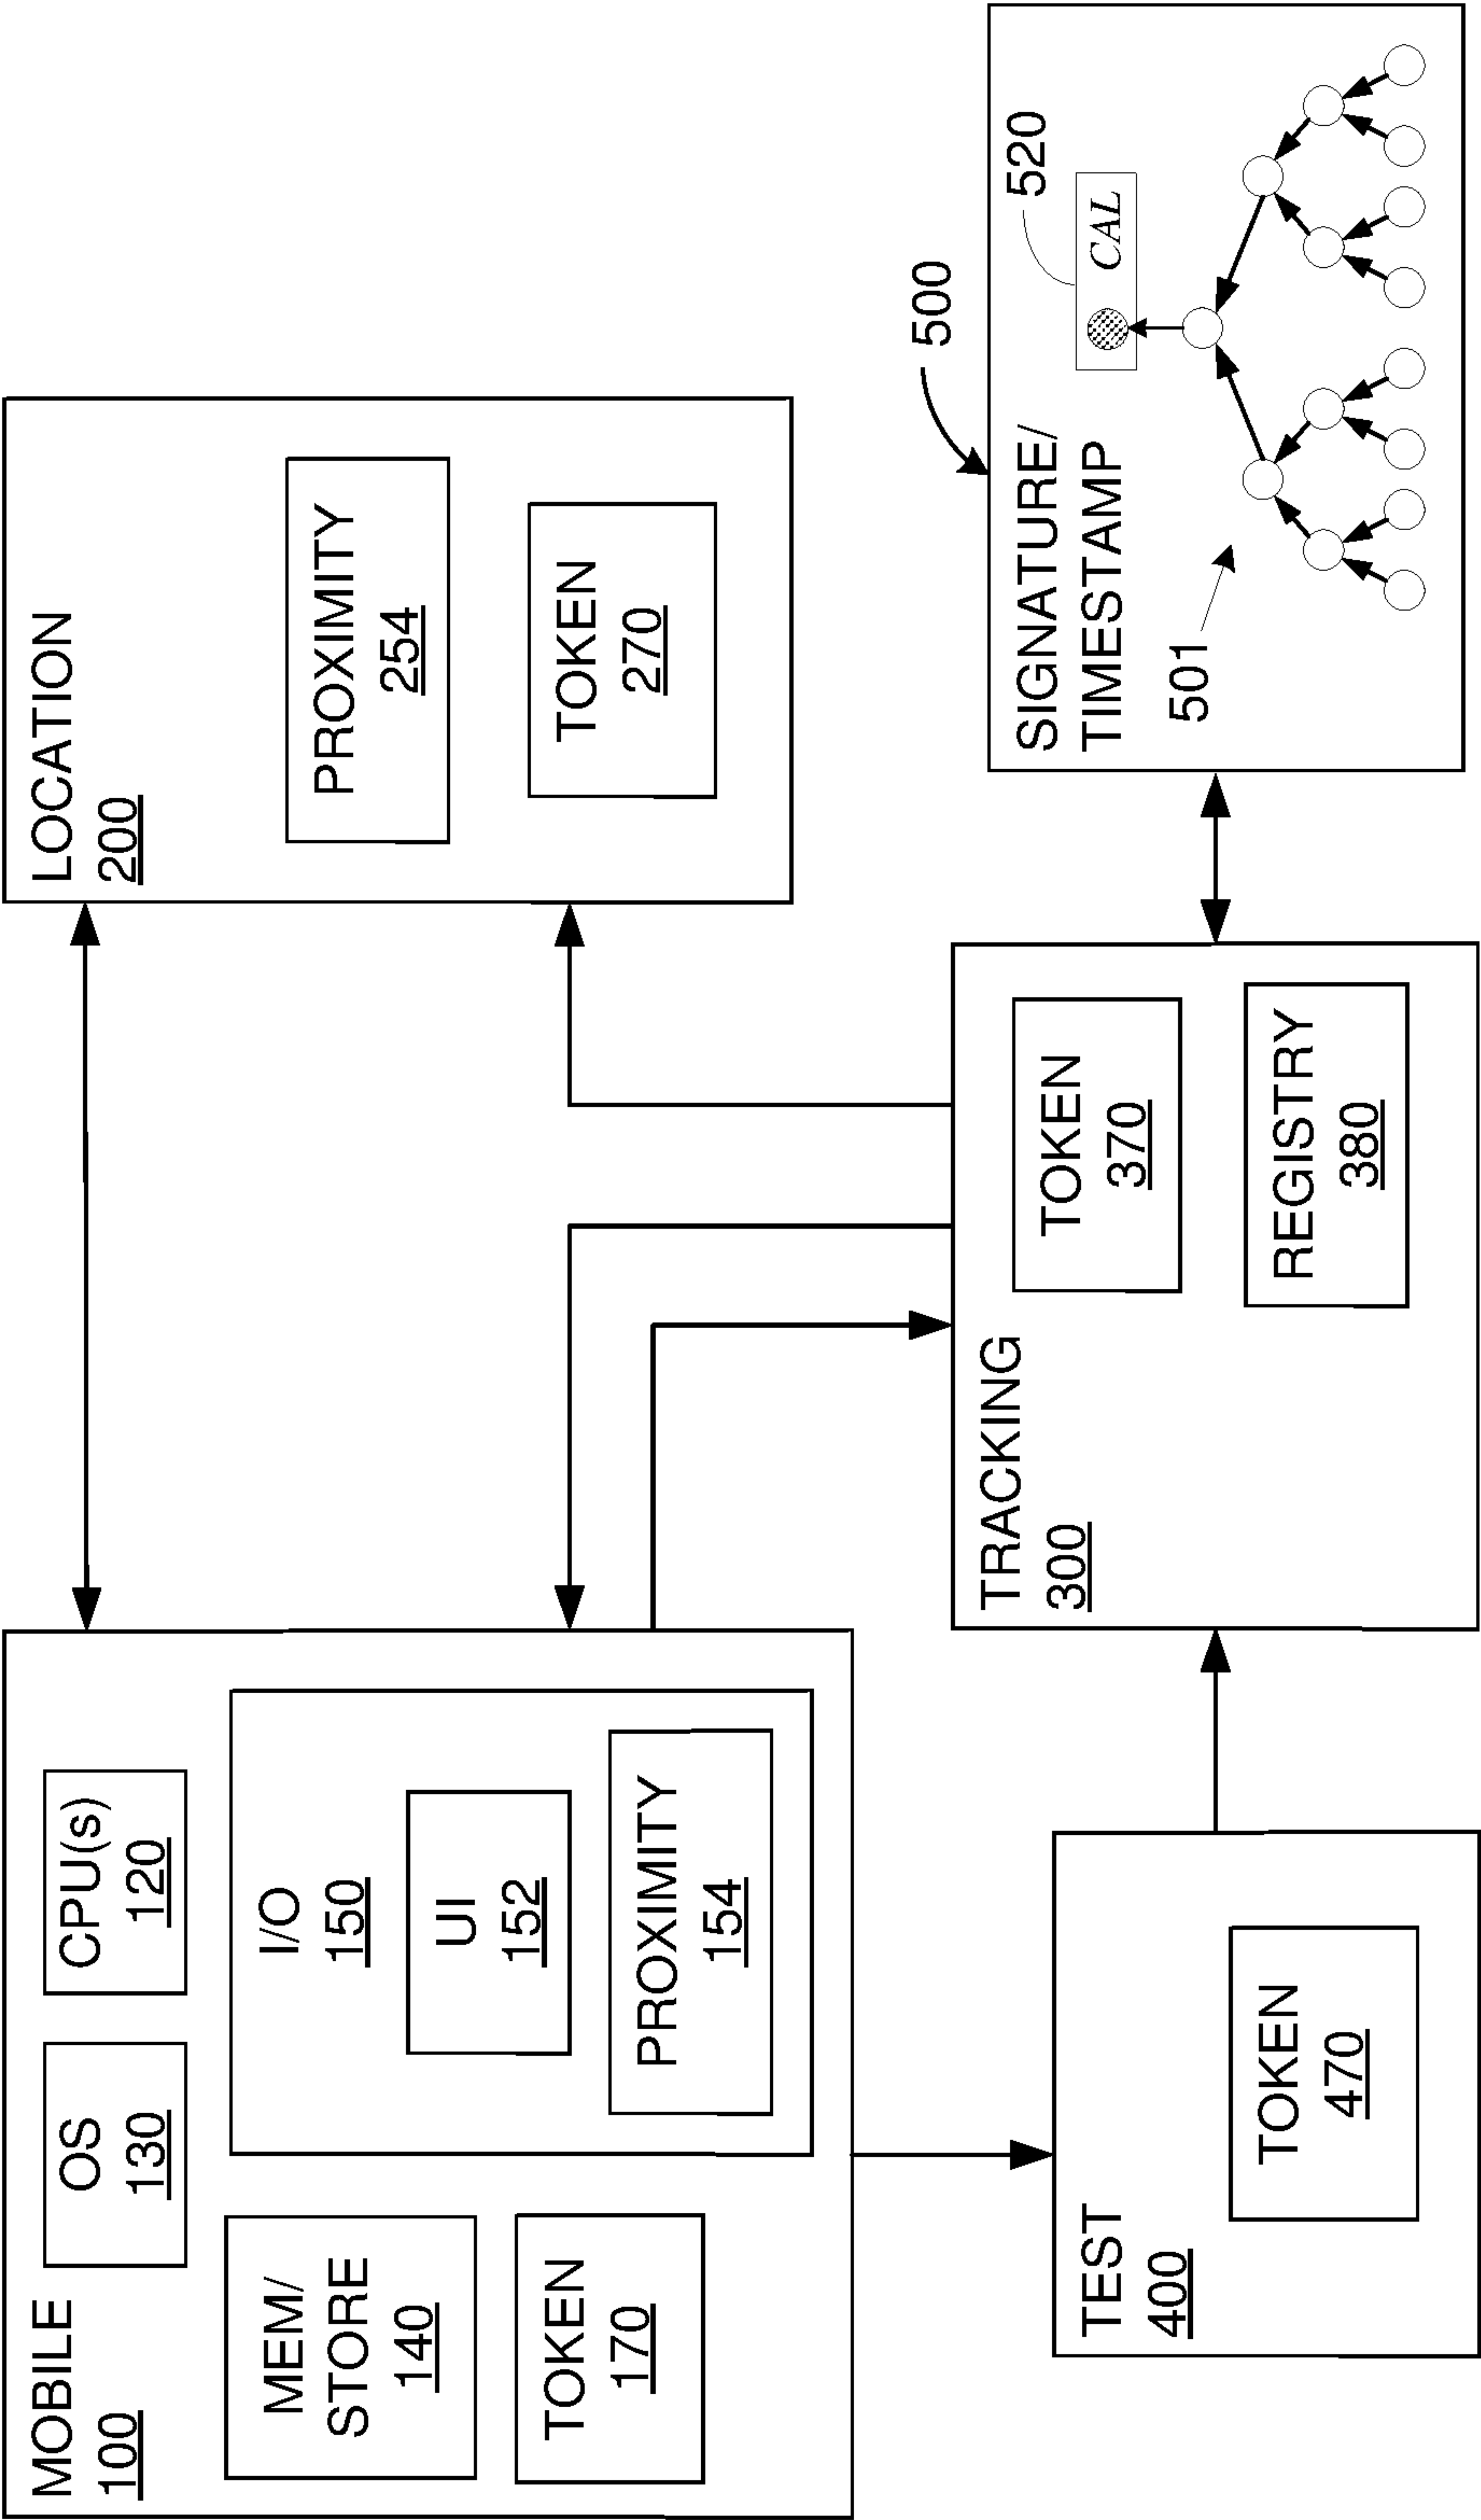 MOBILE
100
OS
130
CPU(s)
120
MEM/
STORE
140
TOKEN
170
I/O
150
UI
152
PROXIMITY
154
LOCATION
200
PROXIMITY
254
TOKEN
270
TEST
400
TOKEN
470
TRACKING
300
TOKEN
370
REGISTRY
380
500
SIGNATURE/
TIMESTAMP
520
CAL
501